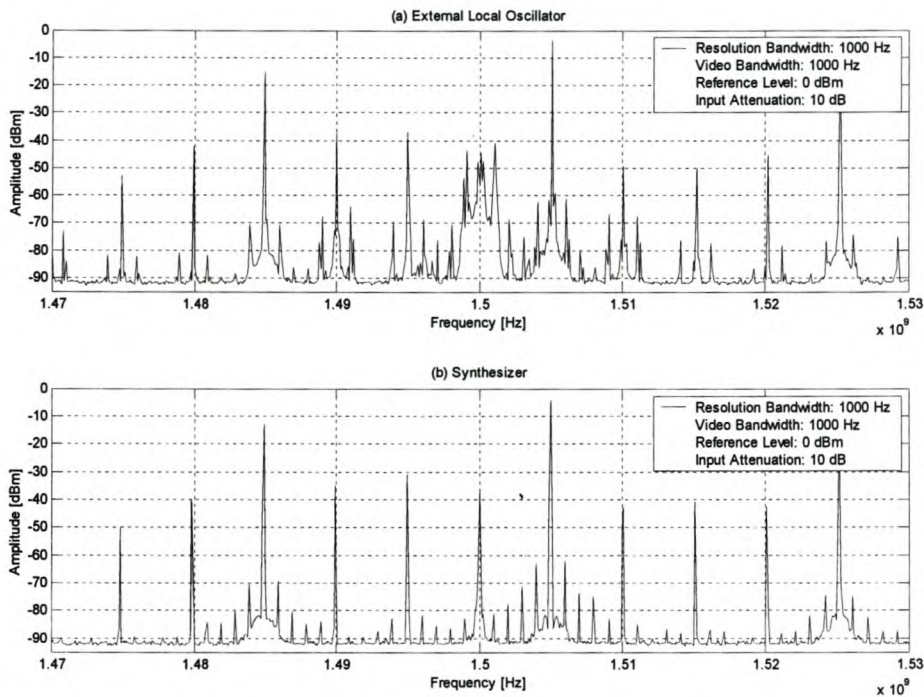 (a) External Local Oscillator
Amplitude [dBm]
0
-10
-20
-30
-40
-50
-60
-70
-80
-90
Resolution Bandwidth: 1000 Hz
Video Bandwidth: 1000 Hz
Reference Level: 0 dBm
Input Attenuation: 10 dB
1.47 1.48 1.49 1.5 1.51 1.52 1.53
Frequency [Hz]
x 10^9
(b) Synthesizer
Amplitude [dBm]
0
-10
-20
-30
-40
-50
-60
-70
-80
-90
Resolution Bandwidth: 1000 Hz
Video Bandwidth: 1000 Hz
Reference Level: 0 dBm
Input Attenuation: 10 dB
1.47 1.48 1.49 1.5 1.51 1.52 1.53
Frequency [Hz]
x 10^9